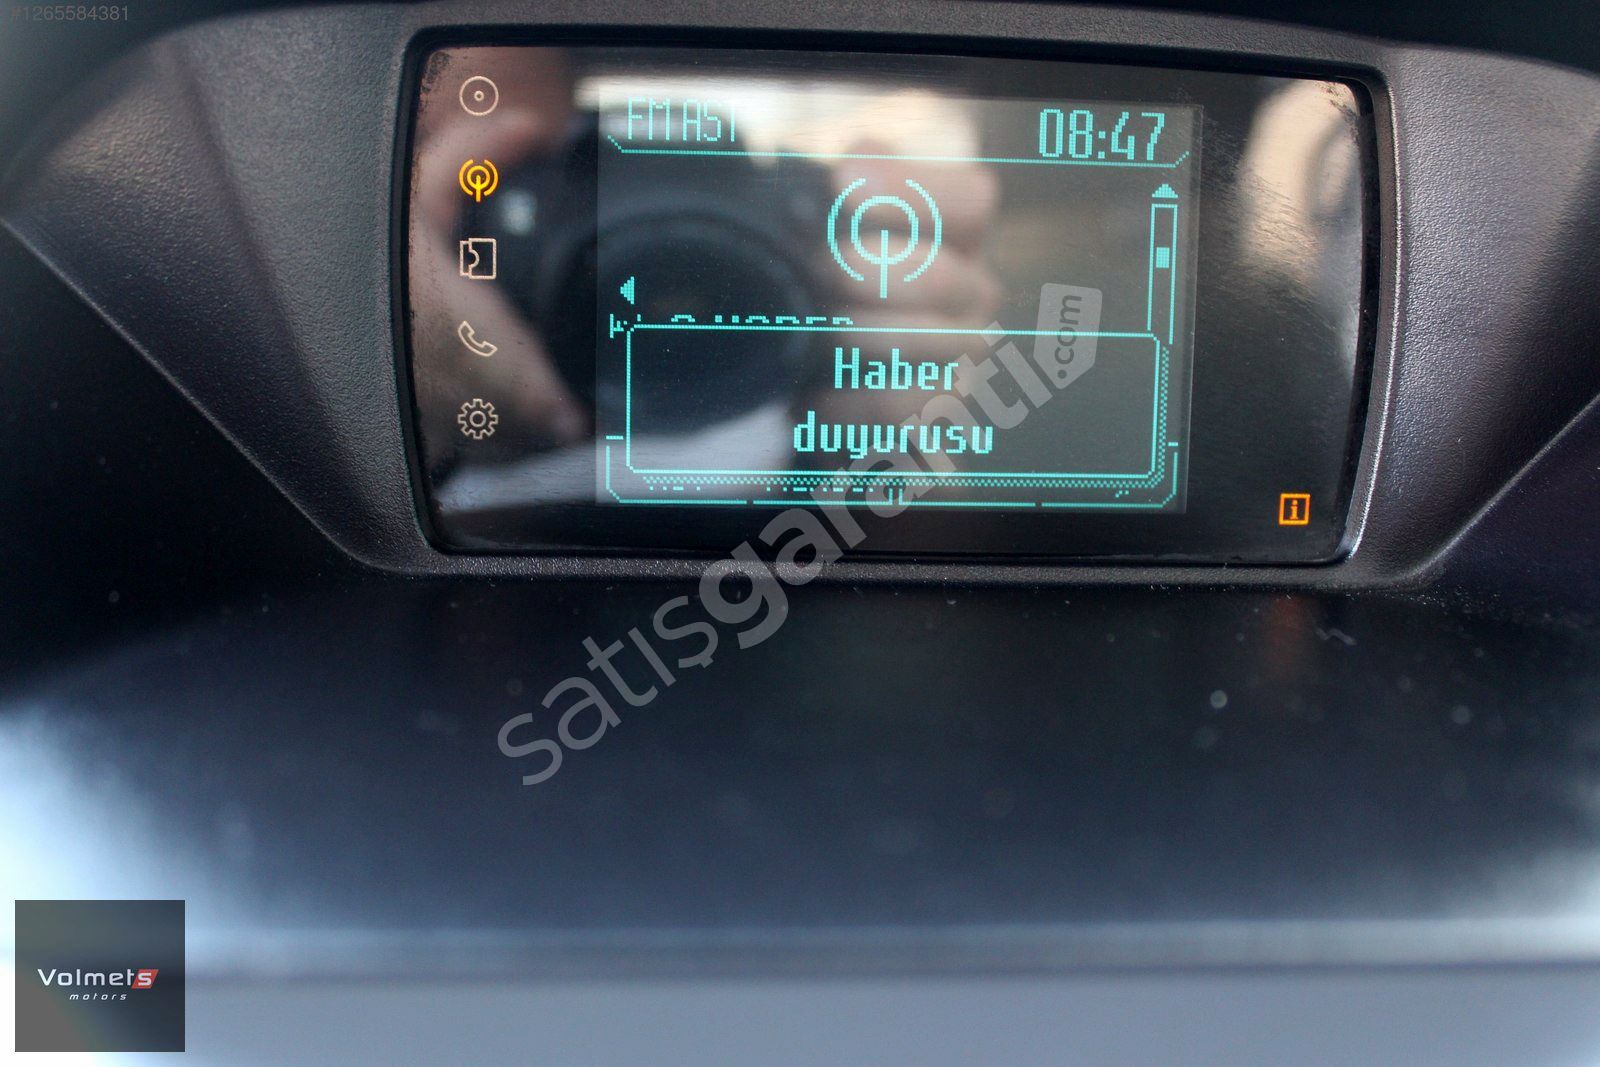 #1265584381
FM AST
08:47
Haber
duyurusu
i
satışgaranti.com
Volmets
motors